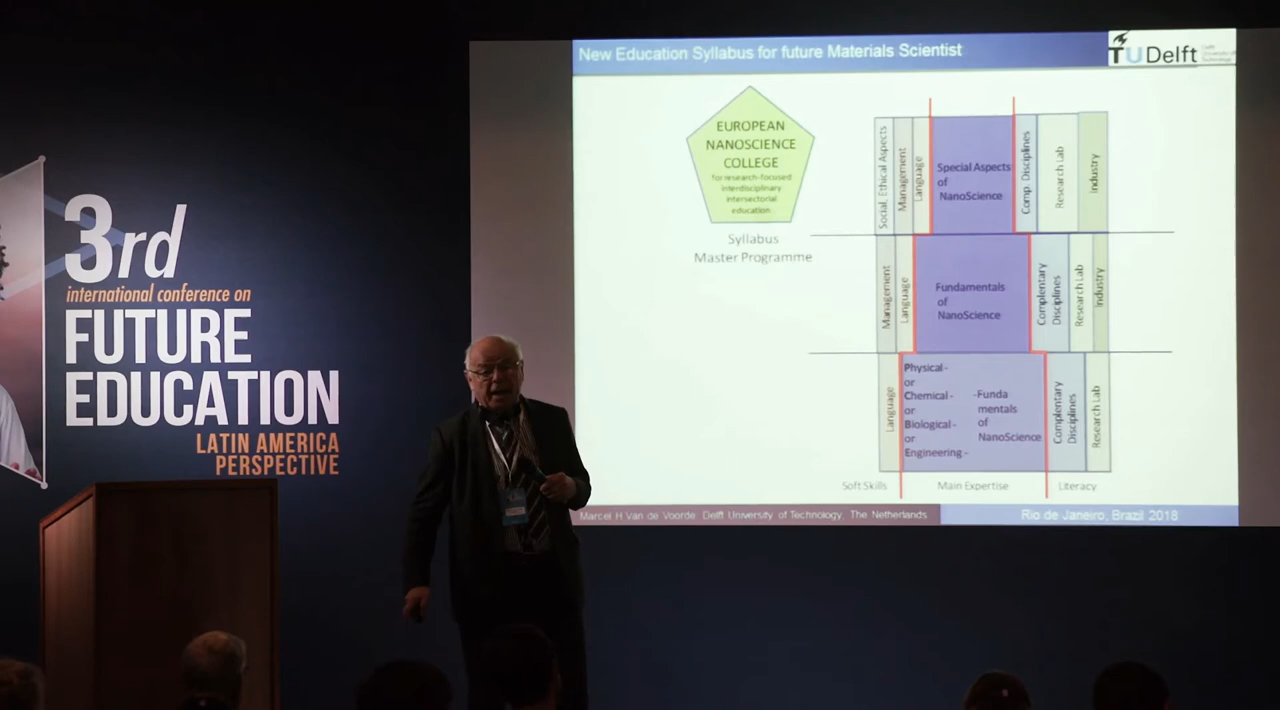 3rd
international conference on
FUTURE
EDUCATION
LATIN AMERICA
PERSPECTIVE
New Education Syllabus for future Materials Scientist
TU Delft
Delft
University of
Technology
EUROPEAN
NANOSCIENCE
COLLEGE
for research-focused
interdisciplinary
intersectorial
education
Syllabus
Master Programme
Social, Ethical Aspects
Management
Language
Special Aspects
of
NanoScience
Comp. Disciplines
Research Lab
Industry
Management
Language
Fundamentals
of
NanoScience
Complentary
Disciplines
Research Lab
Industry
Language
Physical-
or
Chemical-
or
Biological-
or
Engineering -
-Funda
mentals
of
NanoScience
Complentary
Disciplines
Research Lab
Soft Skills
Main Expertise
Literacy
Marcel H Van de Voorde, Delft University of Technology, The Netherlands
Rio de Janeiro, Brazil 2018